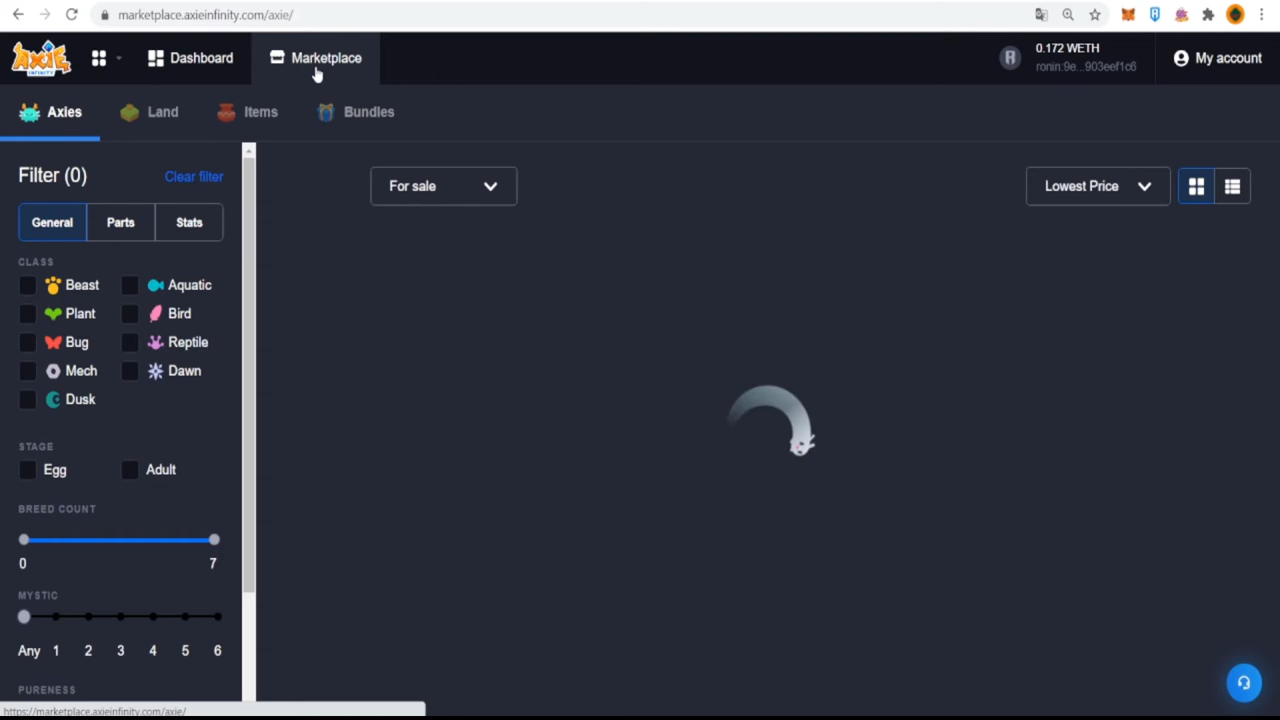 marketplace.axieinfinity.com/axie/
AXIE
INFINITY
Dashboard
Marketplace
0.172 WETH
ronin:9e...903eef1c6
My account
Axies
Land
Items
Bundles
Filter (0)
Clear filter
For sale
Lowest Price
General
Parts
Stats
CLASS
Beast
Aquatic
Plant
Bird
Bug
Reptile
Mech
Dawn
Dusk
STAGE
Egg
Adult
BREED COUNT
0
7
MYSTIC
Any 1 2 3 4 5 6
PURENESS
https://marketplace.axieinfinity.com/axie/